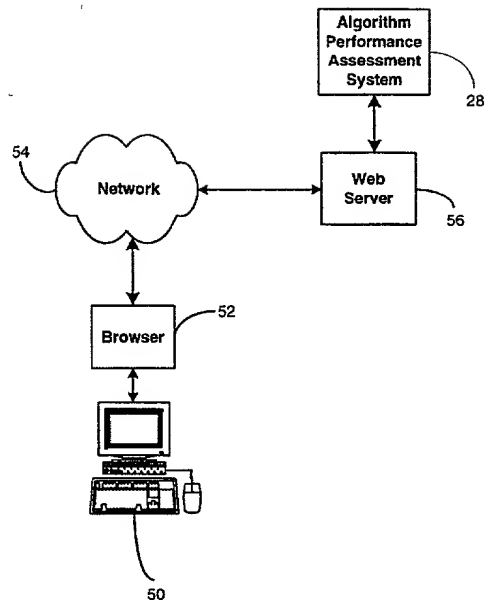 Algorithm
Performance
Assessment
System
28
54
Network
Web
Server
56
52
Browser
50